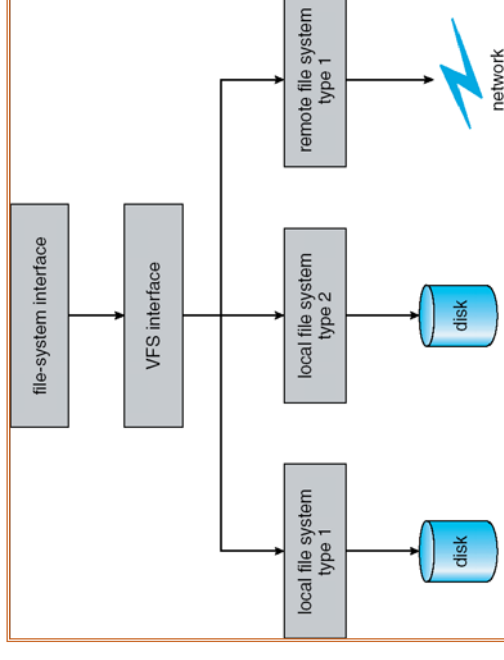 file-system interface
VFS interface
local file system
type 1
local file system
type 2
remote file system
type 1
disk
disk
network